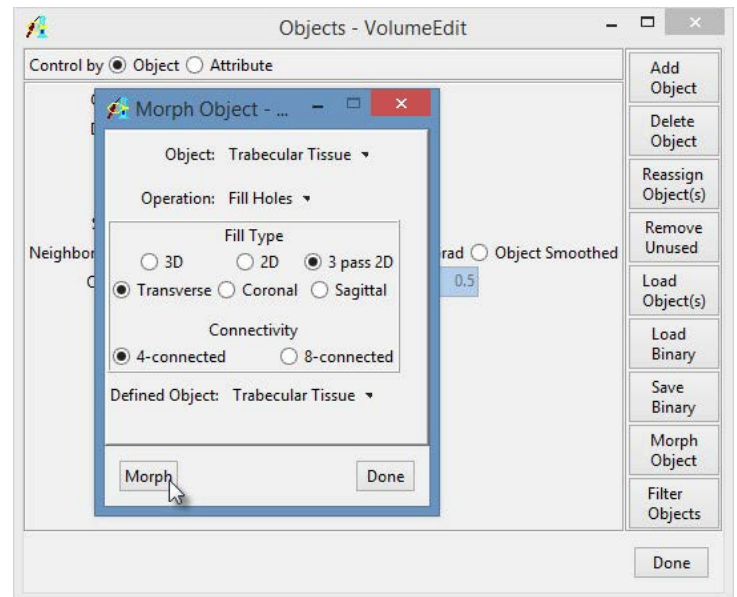 Objects - VolumeEdit
Control by Object Attribute
Morph Object - ...
Object: Trabecular Tissue
Operation: Fill Holes
Fill Type
3D 2D 3 pass 2D
Transverse Coronal Sagittal
Connectivity
4-connected 8-connected
Defined Object: Trabecular Tissue
Morph Done
Neighbor
rad Object Smoothed
0.5
Add
Object
Delete
Object
Reassign
Object(s)
Remove
Unused
Load
Object(s)
Load
Binary
Save
Binary
Morph
Object
Filter
Objects
Done